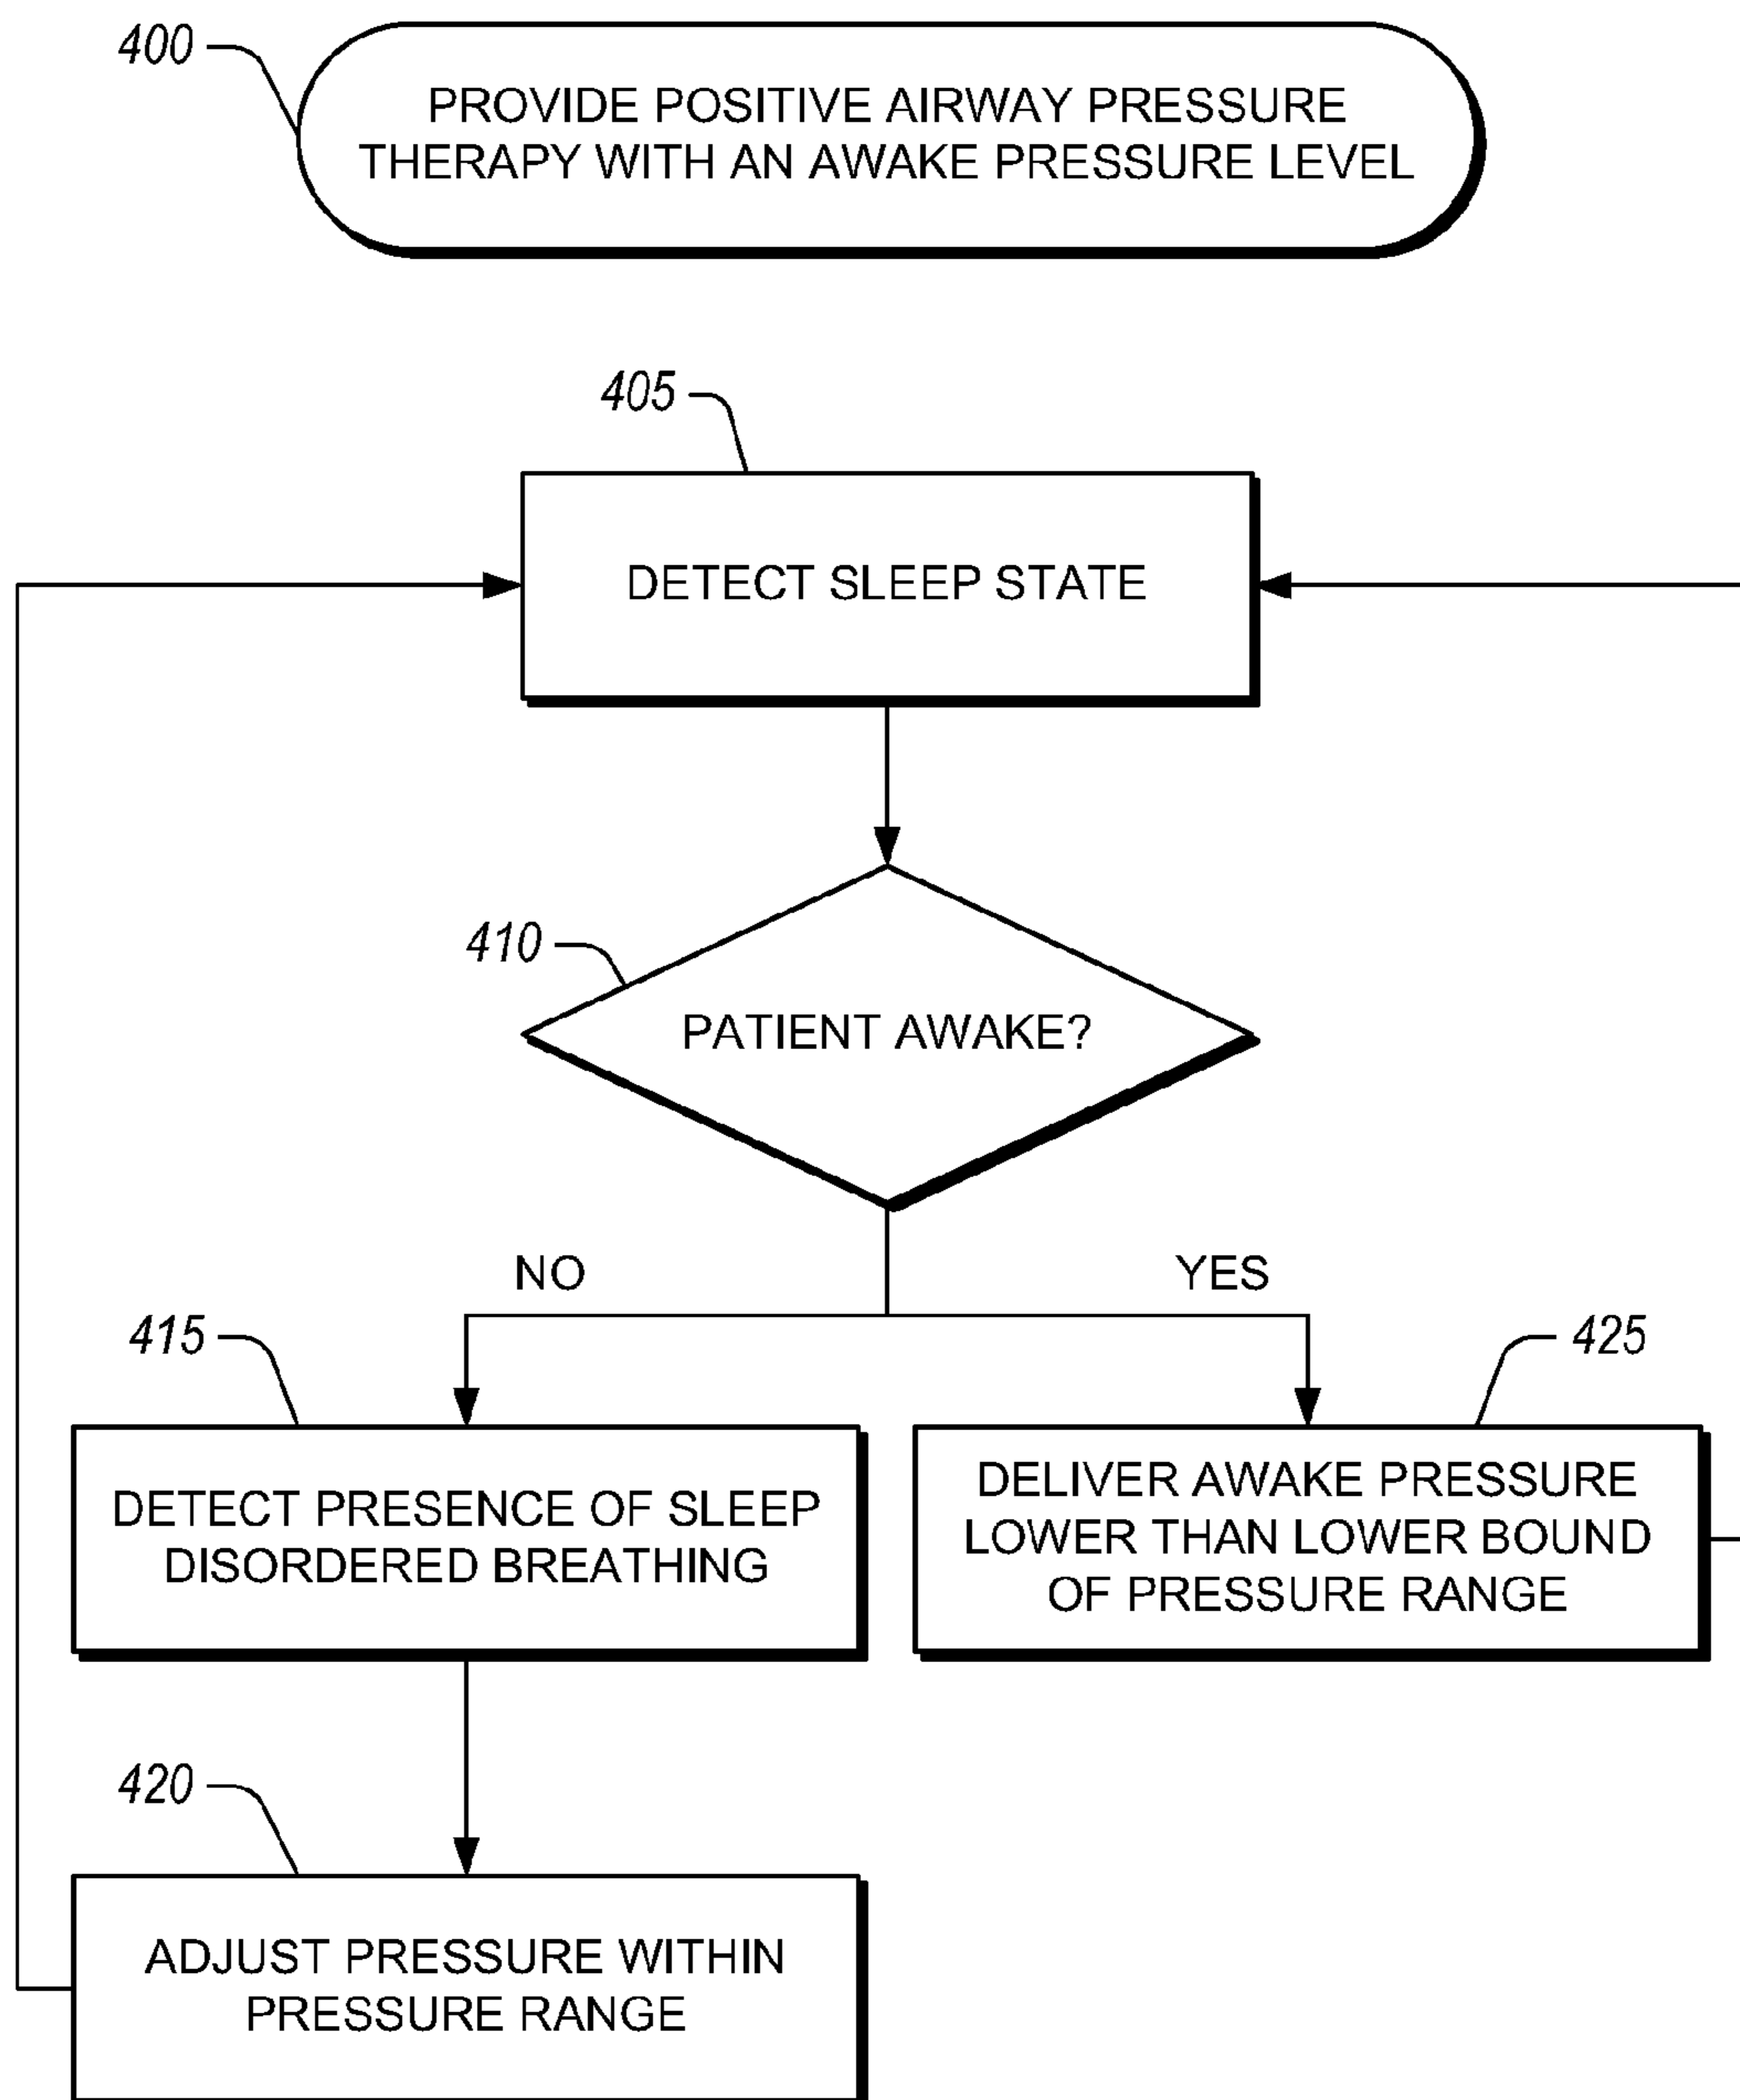 400
PROVIDE POSITIVE AIRWAY PRESSURE
THERAPY WITH AN AWAKE PRESSURE LEVEL
405
DETECT SLEEP STATE
410
PATIENT AWAKE?
NO
YES
415
425
DETECT PRESENCE OF SLEEP
DISORDERED BREATHING
DELIVER AWAKE PRESSURE
LOWER THAN LOWER BOUND
OF PRESSURE RANGE
420
ADJUST PRESSURE WITHIN
PRESSURE RANGE